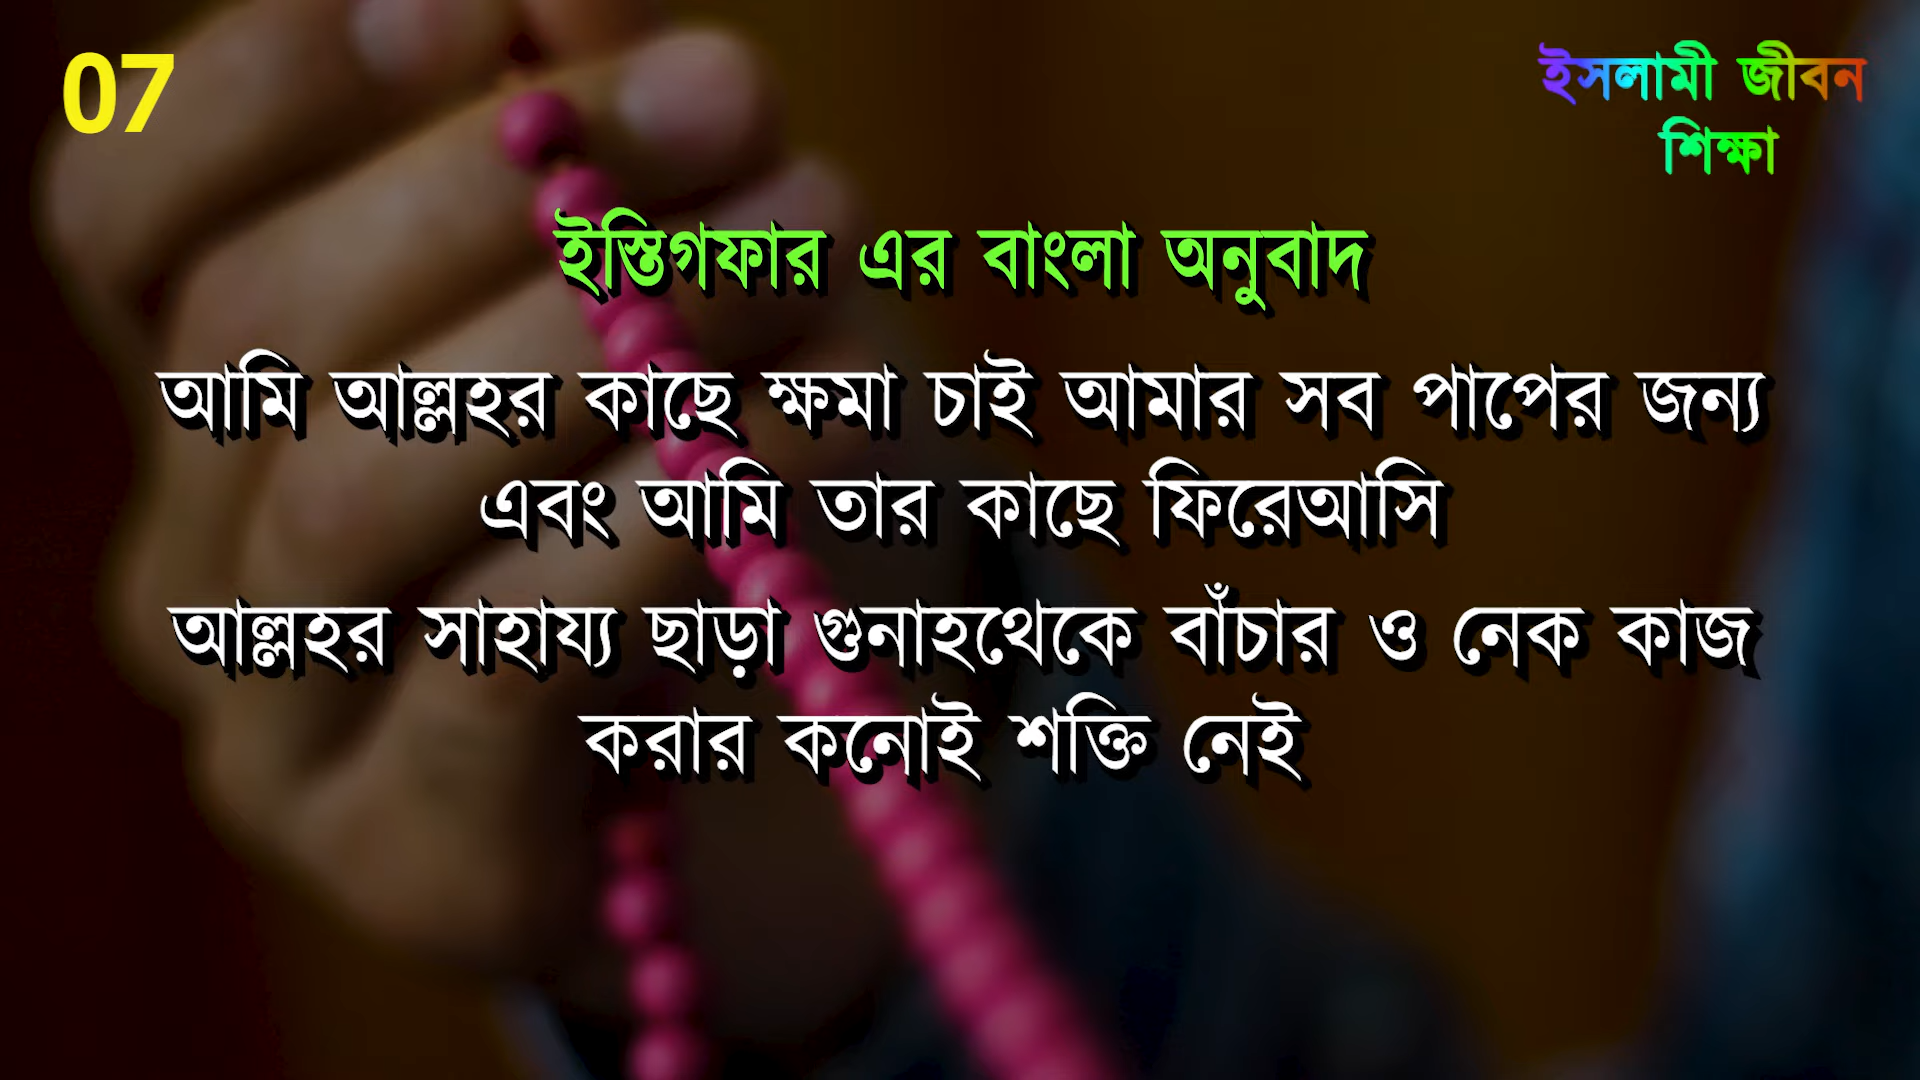 07
ইসলামী জীবন
শিক্ষা
ইস্তিগফার এর বাংলা অনুবাদ
আমি আল্লহর কাছে ক্ষমা চাই আমার সব পাপের জন্য
এবং আমি তার কাছে ফিরেআসি
আল্লহর সাহায্য ছাড়া গুনাহথেকে বাঁচার ও নেক কাজ
করার কনোেই শক্তি নেই